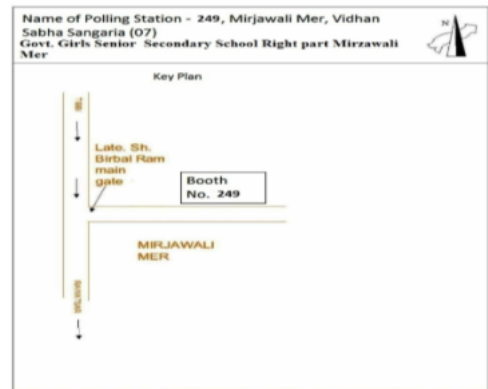 Name of Polling Station - 249, Mirjawali Mer, Vidhan
Sabha Sangaria (07)
Govt. Girls Senior Secondary School Right part Mirzawali
Mer
N
Key Plan
Late. Sh.
Birbal Ram
main
gate
Booth
No. 249
MIRJAWALI
MER